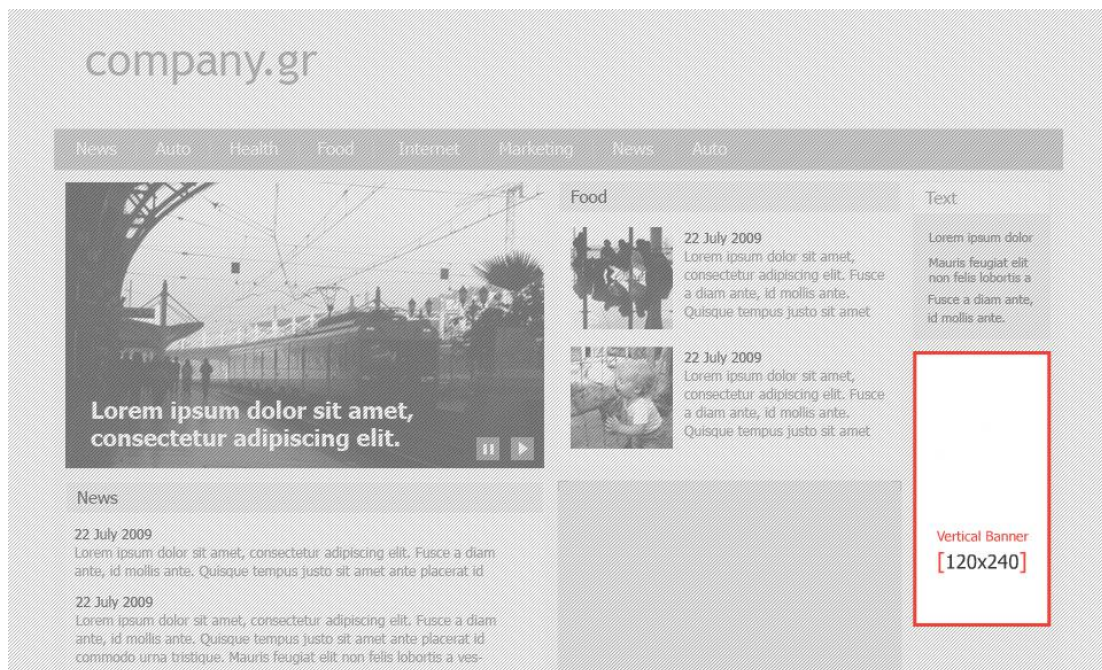 company.gr
News Auto Health Food Internet Marketing News Auto
Lorem ipsum dolor sit amet,
consectetur adipiscing elit.
News
22 July 2009
Lorem ipsum dolor sit amet, consectetur adipiscing elit. Fusce a diam
ante, id mollis ante. Quisque tempus justo sit amet ante placerat id
22 July 2009
Lorem ipsum dolor sit amet, consectetur adipiscing elit. Fusce a diam
ante, id mollis ante. Quisque tempus justo sit amet ante placerat id
commodo urna tristique. Mauris feugiat elit non felis lobortis a ves-
Food
22 July 2009
Lorem ipsum dolor sit amet,
consectetur adipiscing elit. Fusce
a diam ante, id mollis ante.
Quisque tempus justo sit amet
22 July 2009
Lorem ipsum dolor sit amet,
consectetur adipiscing elit. Fusce
a diam ante, id mollis ante.
Quisque tempus justo sit amet
Text
Lorem ipsum dolor
Mauris feugiat elit
non felis lobortis a
Fusce a diam ante,
id mollis ante.
Vertical Banner
[120x240]